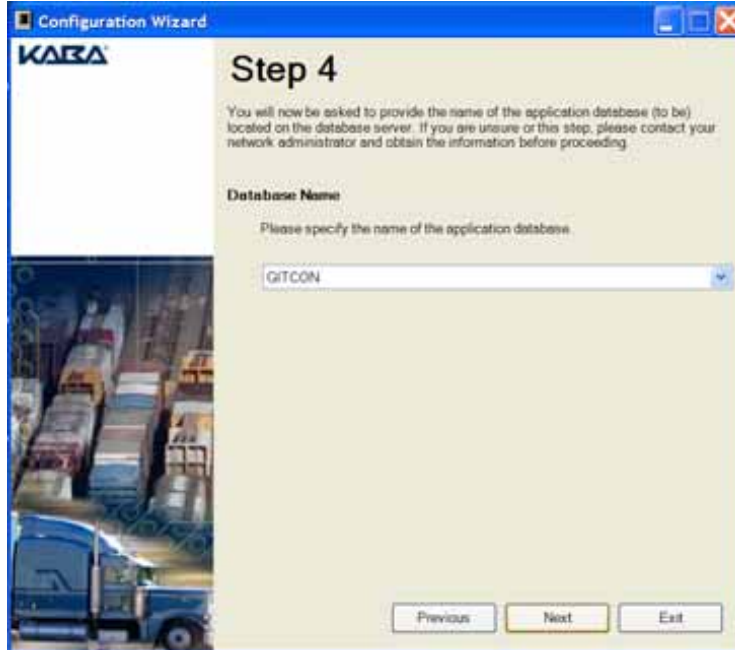 Configuration Wizard
KABA
Step 4
You will now be asked to provide the name of the application database (to be)
located on the database server. If you are unsure or this step, please contact your
network administrator and obtain the information before proceeding.
Database Name
Please specify the name of the application database.
GITCON
Previous
Next
Exit